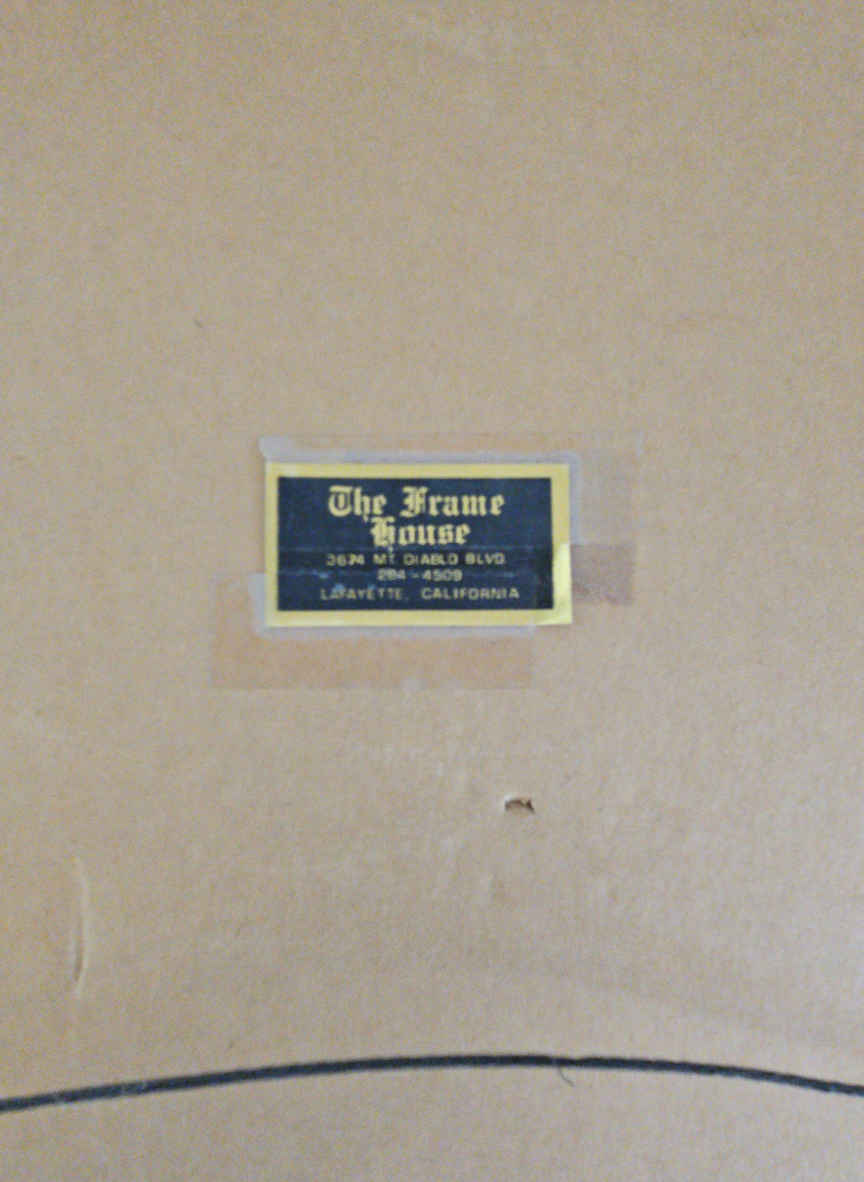 The Frame
House
3674 MT. DIABLO BLVD.
284-4509
LAFAYETTE, CALIFORNIA